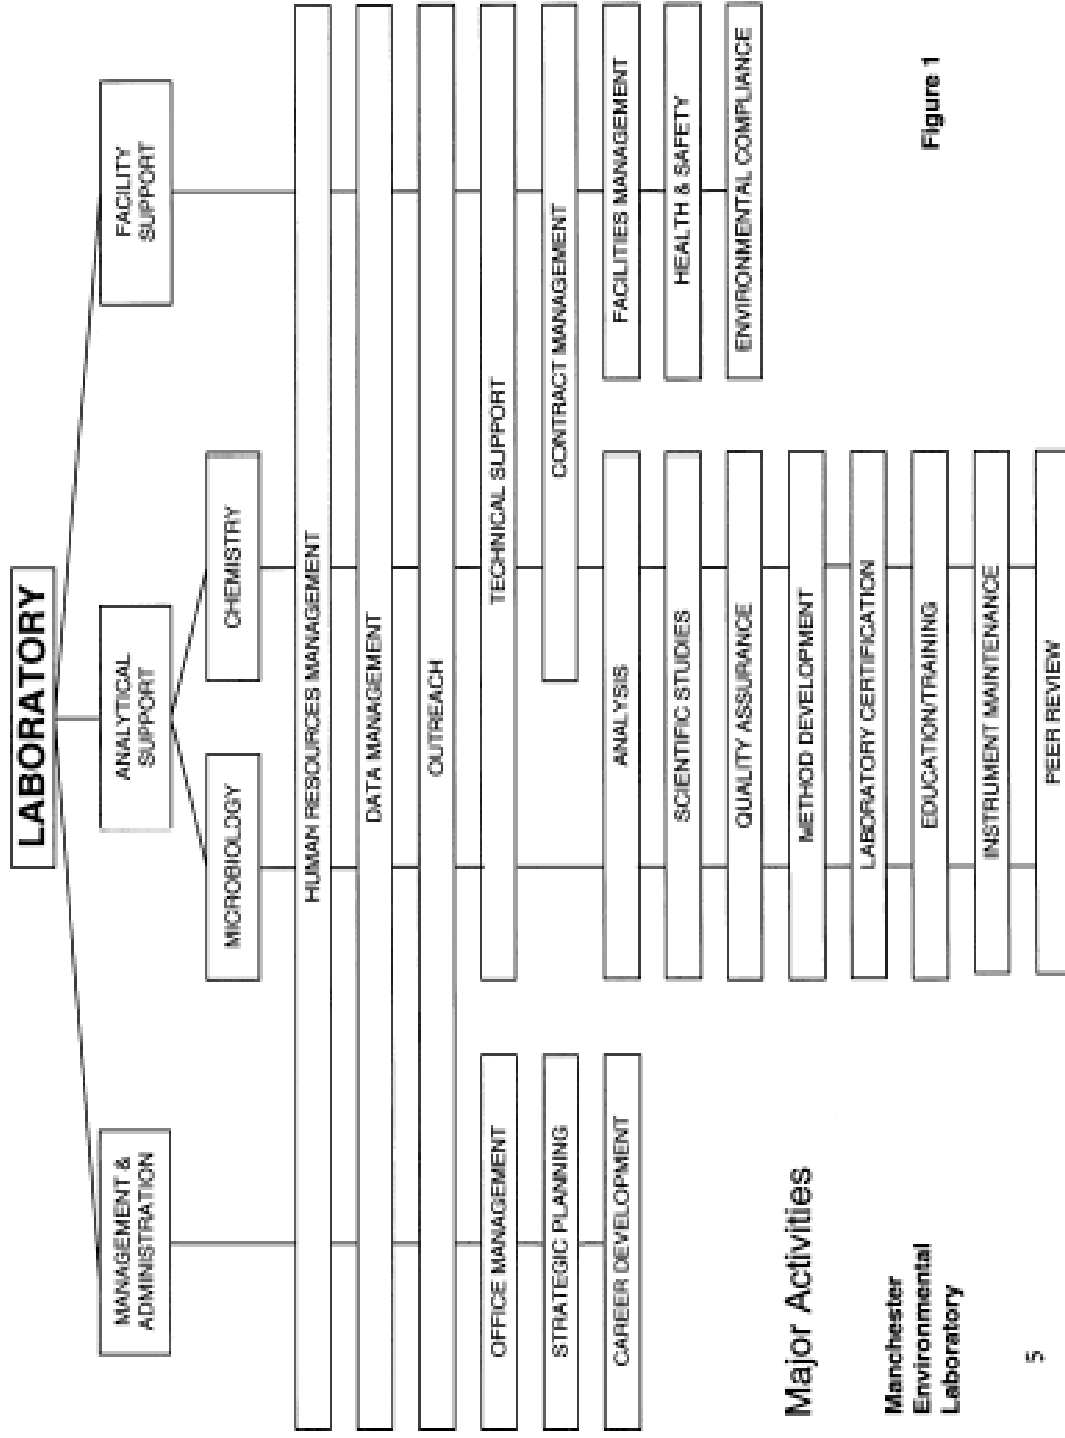 LABORATORY
MANAGEMENT &
ADMINISTRATION
ANALYTICAL
SUPPORT
FACILITY
SUPPORT
MICROBIOLOGY
CHEMISTRY
HUMAN RESOURCES MANAGEMENT
DATA MANAGEMENT
OUTREACH
OFFICE MANAGEMENT
TECHNICAL SUPPORT
STRATEGIC PLANNING
CONTRACT MANAGEMENT
CAREER DEVELOPMENT
ANALYSIS
FACILITIES MANAGEMENT
SCIENTIFIC STUDIES
HEALTH & SAFETY
QUALITY ASSURANCE
ENVIRONMENTAL COMPLIANCE
METHOD DEVELOPMENT
LABORATORY CERTIFICATION
EDUCATION/TRAINING
INSTRUMENT MAINTENANCE
PEER REVIEW
Major Activities
Manchester
Environmental
Laboratory
Figure 1
5